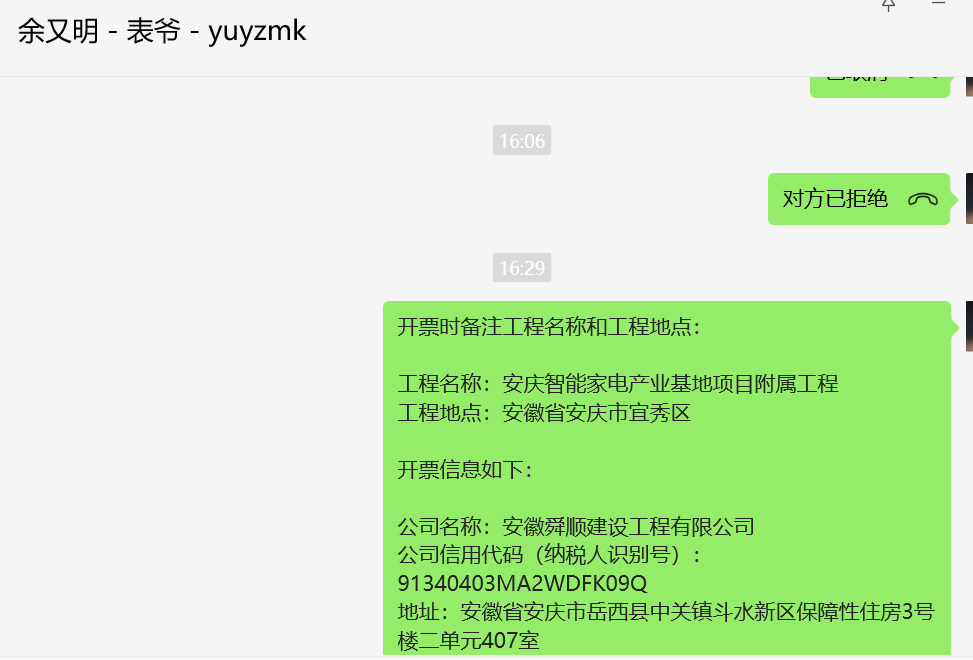 余又明 - 表爷 - yuyzmk
16:06
对方已拒绝
16:29
开票时备注工程名称和工程地点：
工程名称：安庆智能家电产业基地项目附属工程
工程地点：安徽省安庆市宜秀区
开票信息如下：
公司名称：安徽舜顺建设工程有限公司
公司信用代码（纳税人识别号）：
91340403MA2WDFK09Q
地址：安徽省安庆市岳西县中关镇斗水新区保障性住房3号
楼二单元407室